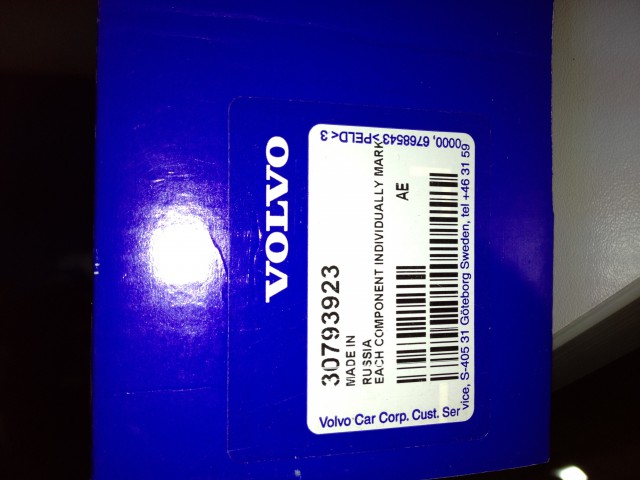 VOLVO
30793923
MADE IN
RUSSIA
EACH COMPONENT INDIVIDUALLY MARK
AE
Volvo Car Corp. Cust. Ser
vice, S-405 31 Göteborg Sweden, tel +46 31 59
0000, 6768543 >PELD< 3